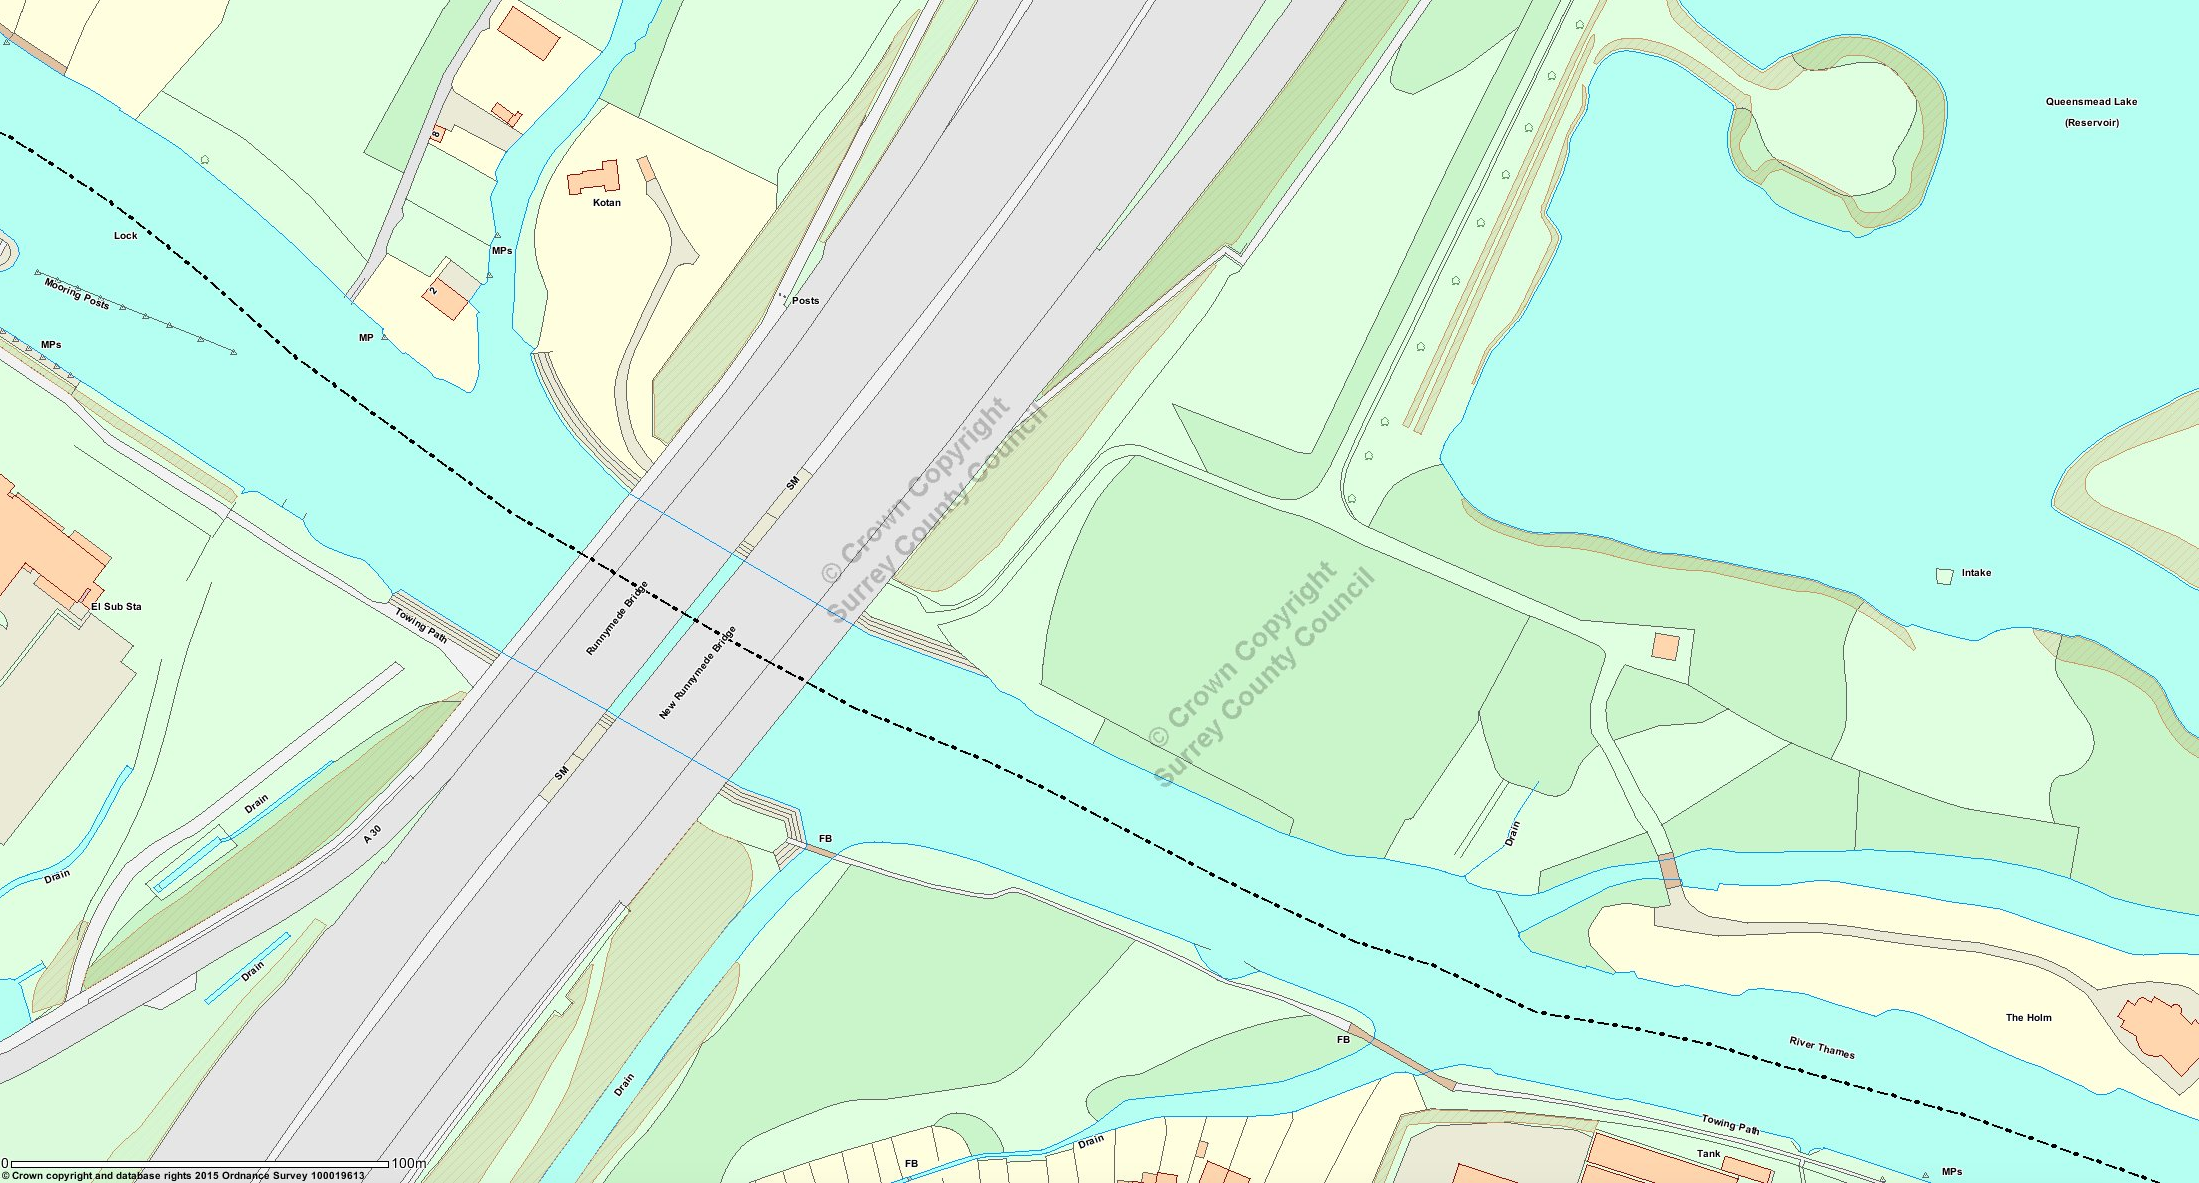 Queensmead Lake
(Reservoir)
8
Kotan
Lock
MPs
2
Mooring Posts
Posts
MP
MPs
SM
© Crown Copyright
Surrey County Council
Runnymede Bridge
New Runnymede Bridge
Intake
El Sub Sta
Towing Path
© Crown Copyright
Surrey County Council
SM
Drain
A 30
FB
Drain
Drain
Drain
Drain
The Holm
River Thames
FB
Towing Path
Drain
FB
Tank
MPs
0
100m
© Crown copyright and database rights 2015 Ordnance Survey 100019613